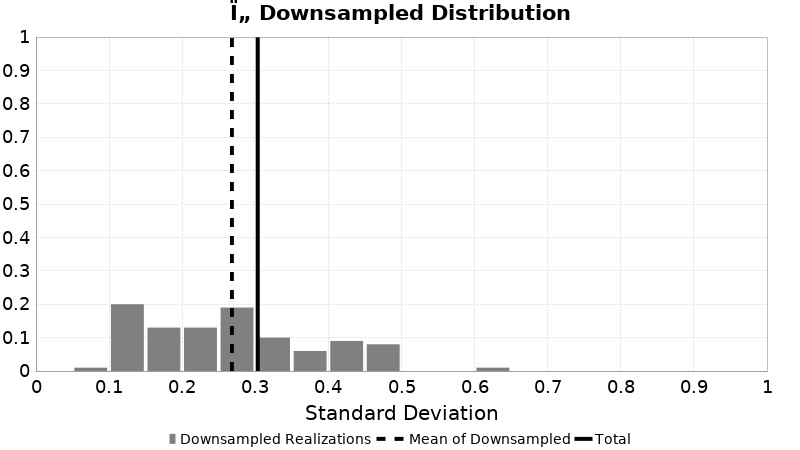 Ï„ Downsampled Distribution
1
0.9
0.8
0.7
0.6
0.5
0.4
0.3
0.2
0.1
0
0 0.1 0.2 0.3 0.4 0.5 0.6 0.7 0.8 0.9 1
Standard Deviation
Downsampled Realizations Mean of Downsampled Total